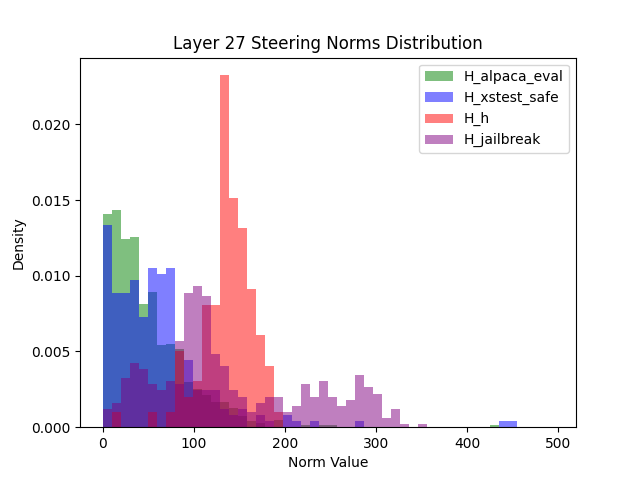 Layer 27 Steering Norms Distribution
H_alpaca_eval
H_xstest_safe
H_h
H_jailbreak
Density
0.020
0.015
0.010
0.005
0.000
0
100
200
300
400
500
Norm Value